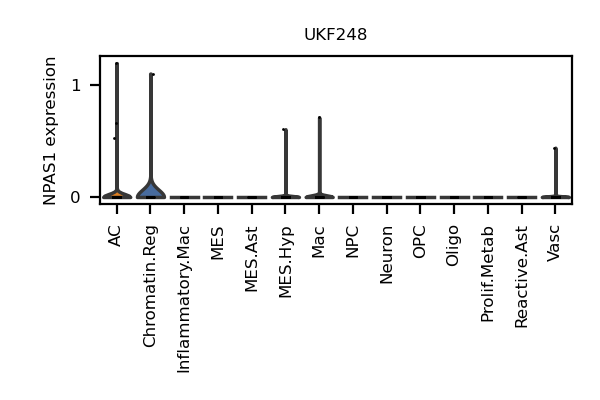 UKF248
NPAS1 expression
1
0
AC
Chromatin.Reg
Inflammatory.Mac
MES
MES.Ast
MES.Hyp
Mac
NPC
Neuron
OPC
Oligo
Prolif.Metab
Reactive.Ast
Vasc